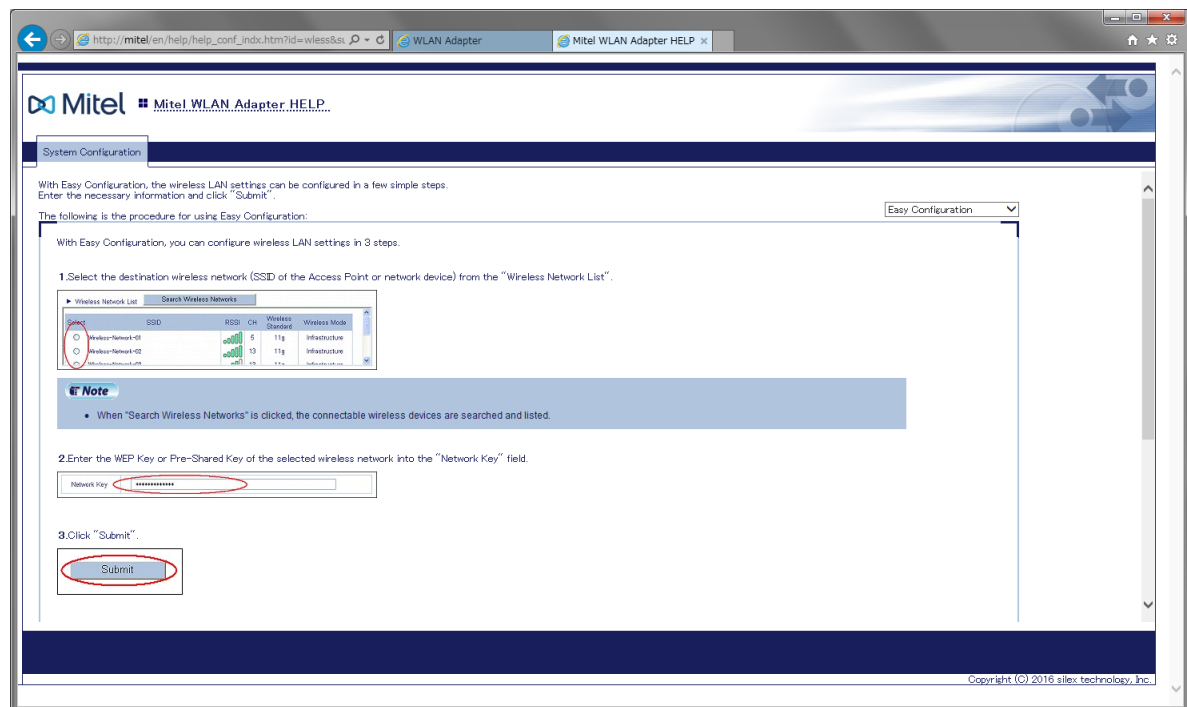 http://mitel/en/help/help_conf_indx.htm?id=wless&su
WLAN Adapter
Mitel WLAN Adapter HELP
Mitel
Mitel WLAN Adapter HELP
System Configuration
With Easy Configuration, the wireless LAN settings can be configured in a few simple steps.
Enter the necessary information and click "Submit".
Easy Configuration
The following is the procedure for using Easy Configuration:
With Easy Configuration, you can configure wireless LAN settings in 3 steps.
1.Select the destination wireless network (SSID of the Access Point or network device) from the "Wireless Network List".
Wireless Network List Search Wireless Networks
Select SSID RSSI CH Wireless Standard Wireless Mode
Wireless-Network-01 5 11g Infrastructure
Wireless-Network-02 13 11g Infrastructure
Note
• When "Search Wireless Networks" is clicked, the connectable wireless devices are searched and listed.
2.Enter the WEP Key or Pre-Shared Key of the selected wireless network into the "Network Key" field.
Network Key •••••••••••••
3.Click "Submit".
Submit
Copyright (C) 2016 silex technology, Inc.